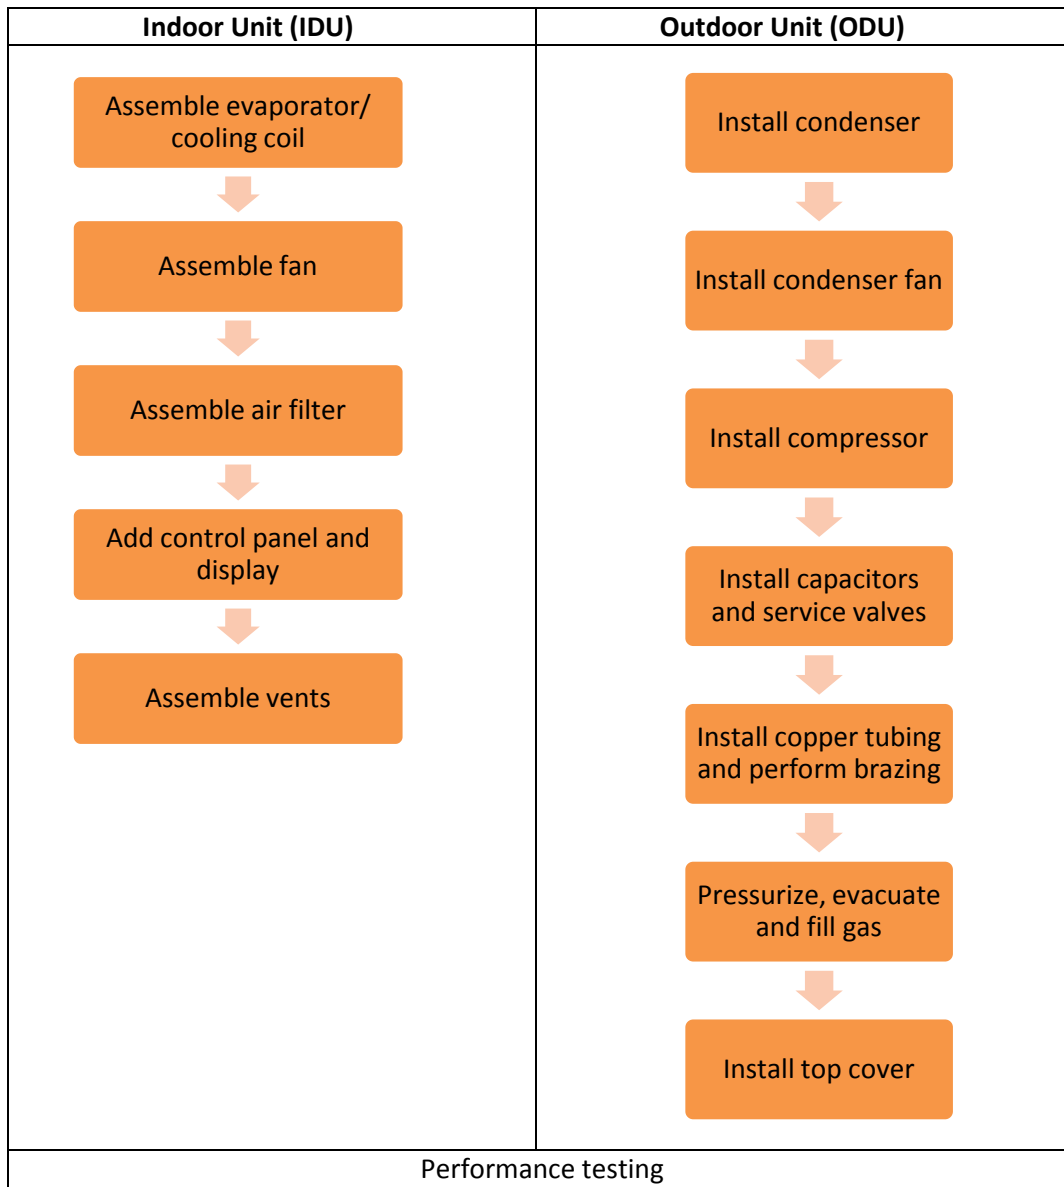 Indoor Unit (IDU)
Outdoor Unit (ODU)
Assemble evaporator/
cooling coil
Assemble fan
Assemble air filter
Add control panel and
display
Assemble vents
Install condenser
Install condenser fan
Install compressor
Install capacitors
and service valves
Install copper tubing
and perform brazing
Pressurize, evacuate
and fill gas
Install top cover
Performance testing